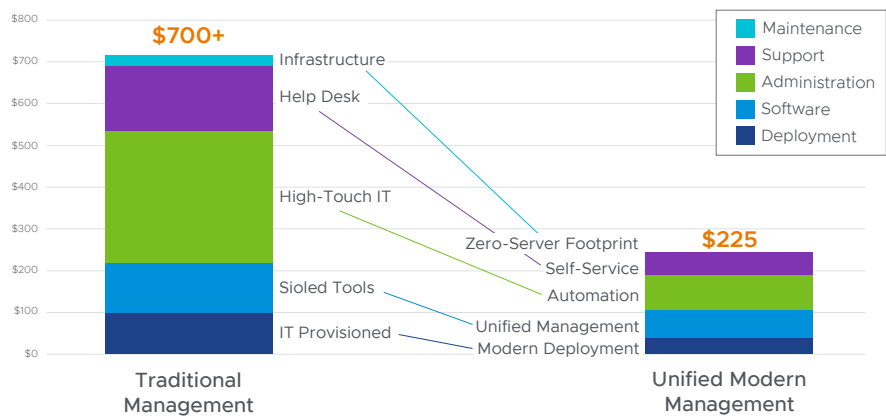 $800
$700
$600
$500
$400
$300
$200
$100
$0
$700+
Infrastructure
Help Desk
High-Touch IT
Sioled Tools
IT Provisioned
Zero-Server Footprint
Self-Service
Automation
Unified Management
Modern Deployment
$225
Maintenance
Support
Administration
Software
Deployment
Traditional
Management
Unified Modern
Management